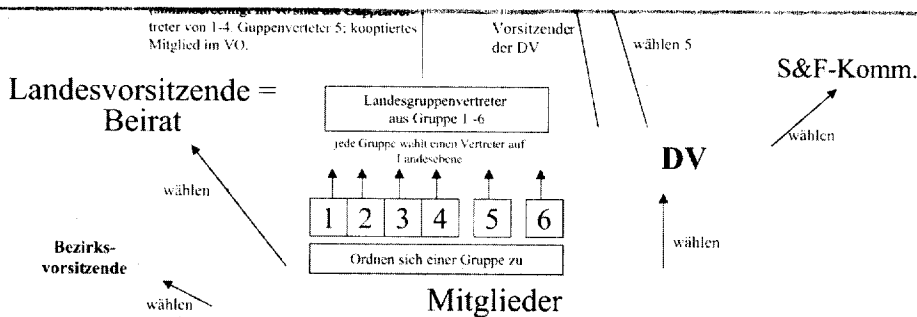 treter von 1-4. Guppenverteter 5: kooptiertes
Mitglied im VO.
Vorsitzender
der DV
wählen 5
S&F-Komm.
Landesvorsitzende =
Beirat
Landesgruppenvertreter
aus Gruppe 1 -6
jede Gruppe wählt einen Vertreter auf
Landesebene
wählen
DV
wählen
1 2 3 4 5 6
Bezirks-
vorsitzende
Ordnen sich einer Gruppe zu
wählen
wählen
Mitglieder